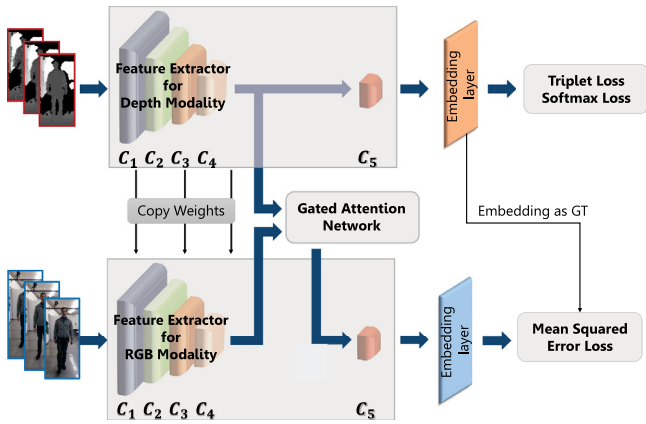 Feature Extractor
for
Depth Modality
C1 C2 C3 C4
C5
Embedding
layer
Triplet Loss
Softmax Loss
Copy Weights
Gated Attention
Network
Embedding as GT
Feature Extractor
for
RGB Modality
C1 C2 C3 C4
C5
Embedding
layer
Mean Squared
Error Loss